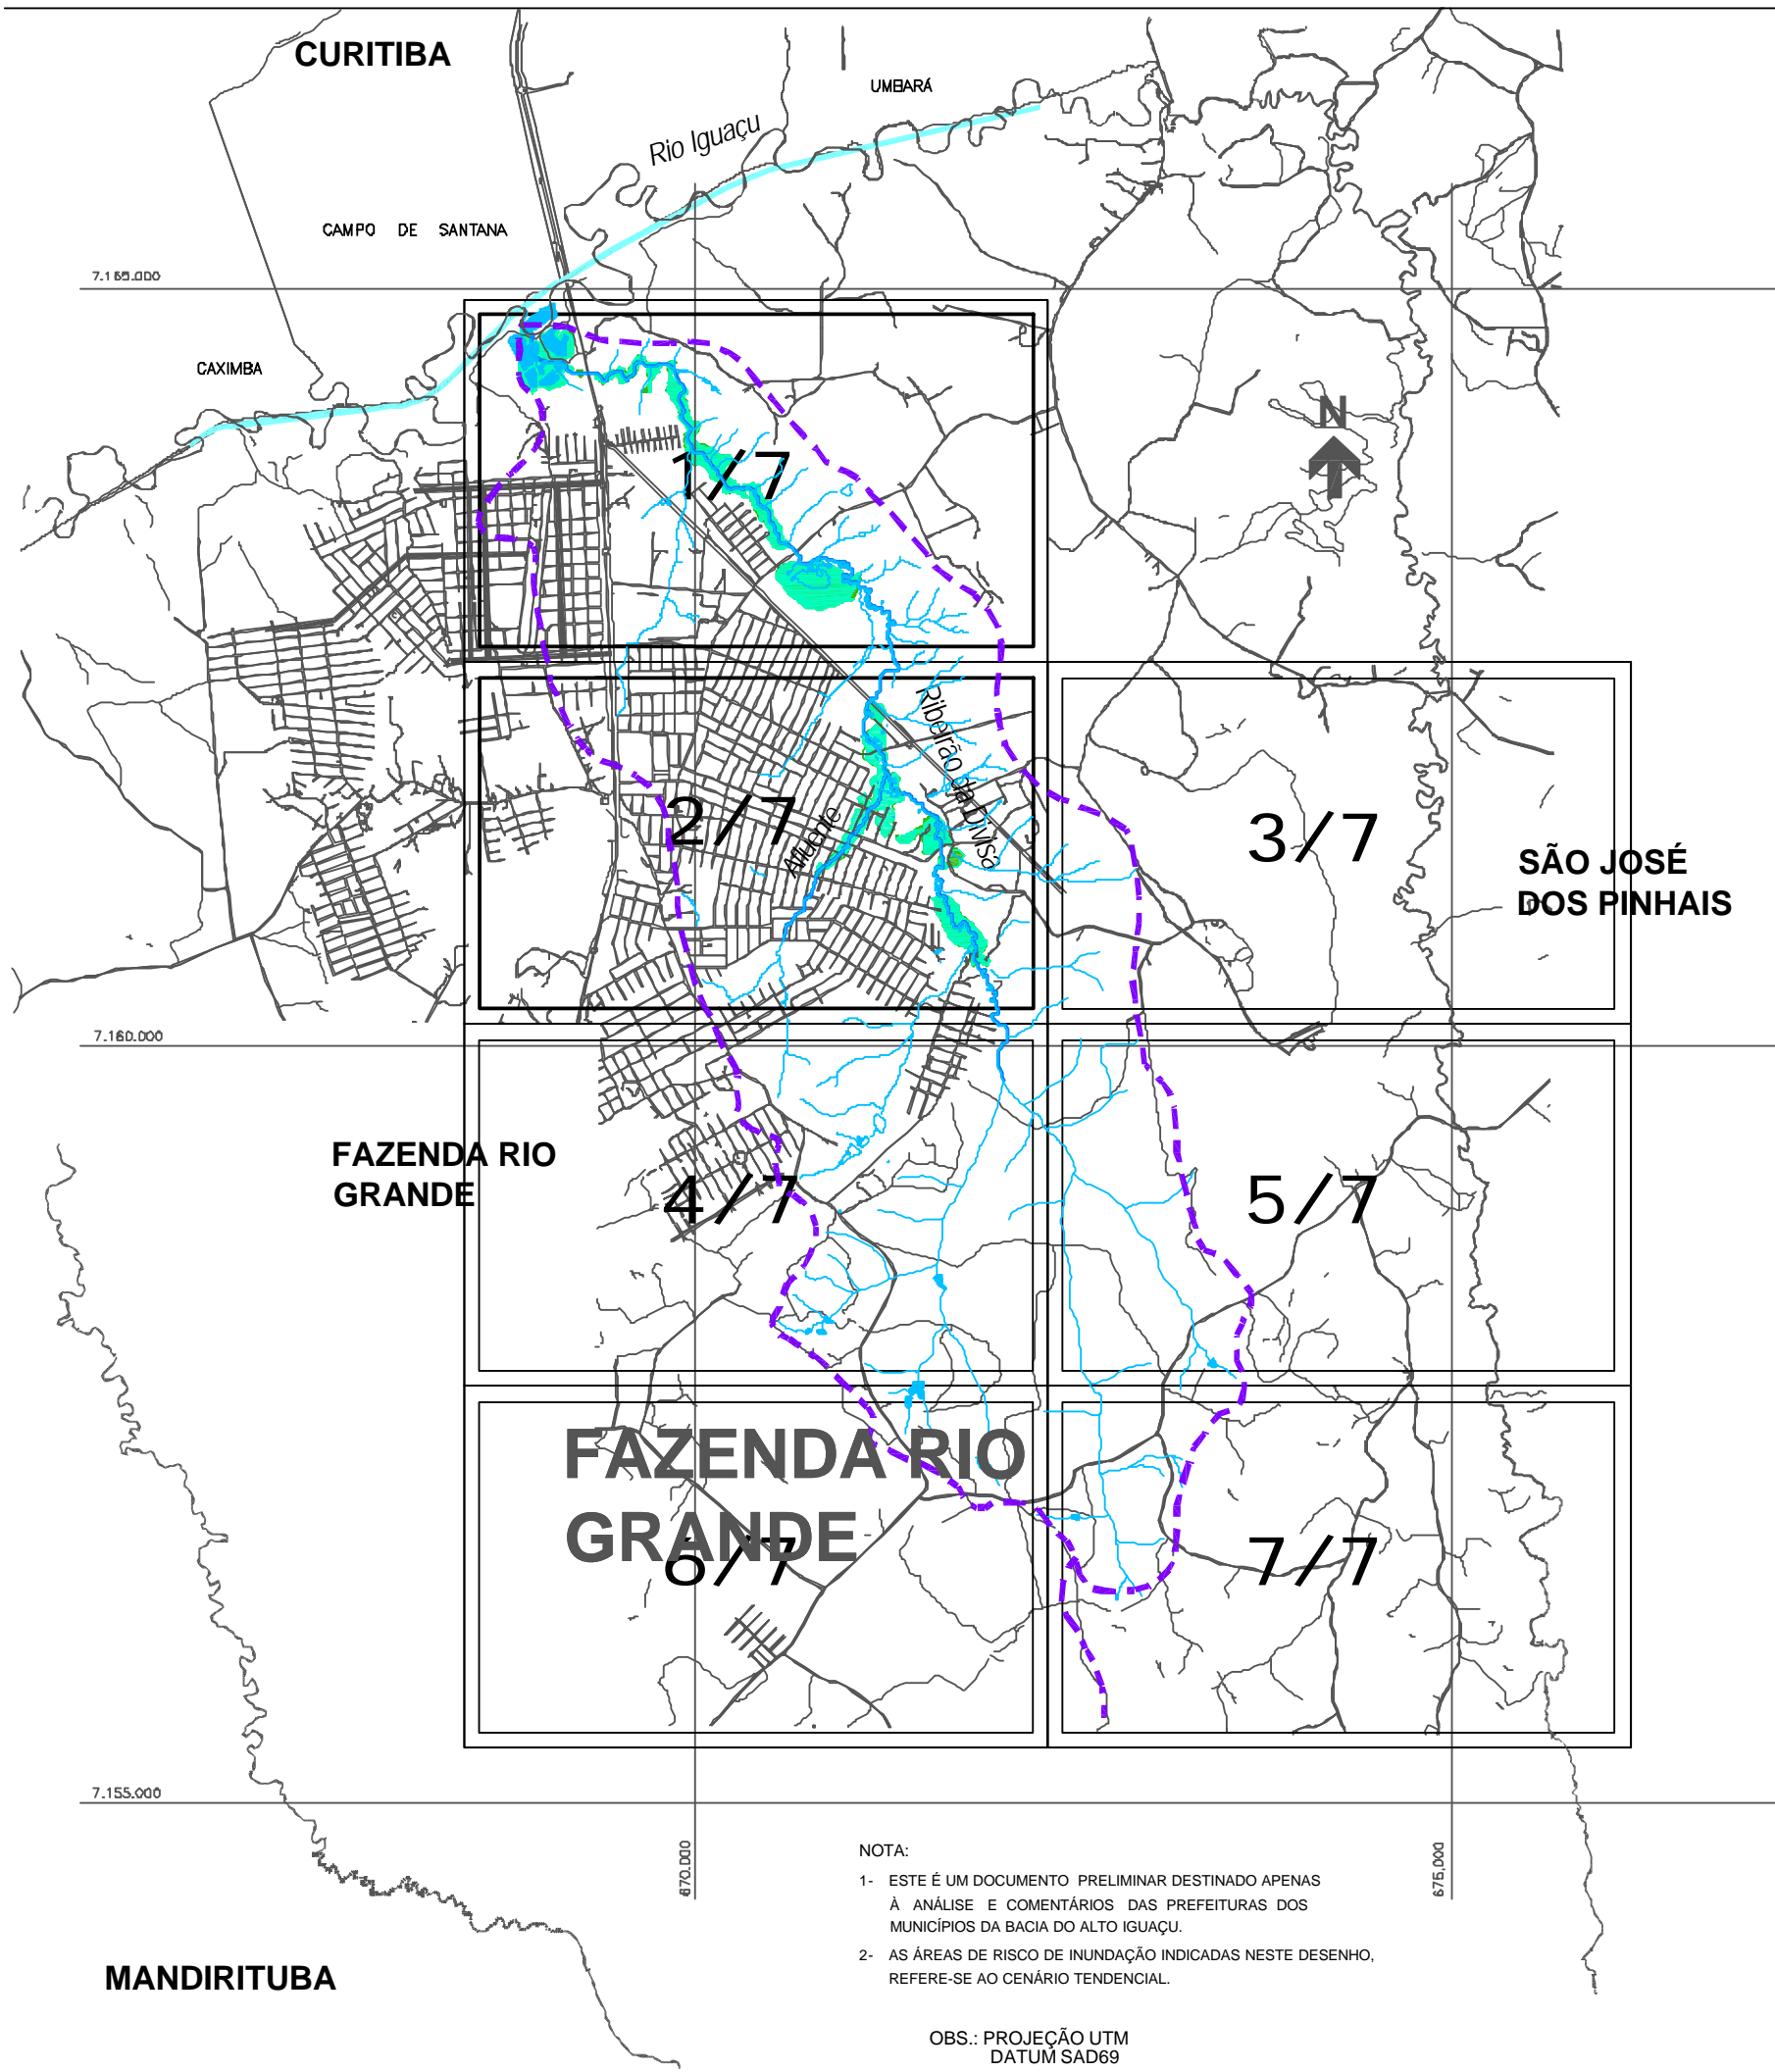 CURITIBA
UMBARÁ
Rio Iguaçu
CAMPO DE SANTANA
7.165.000
CAXIMBA
N
1/7
Ribeirão da Divisa
2/7
Afluente
3/7
SÃO JOSÉ
DOS PINHAIS
7.160.000
FAZENDA RIO
GRANDE
4/7
5/7
FAZENDA RIO
GRANDE
6/7
7/7
7.155.000
670.000
675.000
NOTA:
1- ESTE É UM DOCUMENTO PRELIMINAR DESTINADO APENAS
À ANÁLISE E COMENTÁRIOS DAS PREFEITURAS DOS
MUNICÍPIOS DA BACIA DO ALTO IGUAÇU.
2- AS ÁREAS DE RISCO DE INUNDAÇÃO INDICADAS NESTE DESENHO,
REFERE-SE AO CENÁRIO TENDENCIAL.
MANDIRITUBA
OBS.: PROJEÇÃO UTM
DATUM SAD69